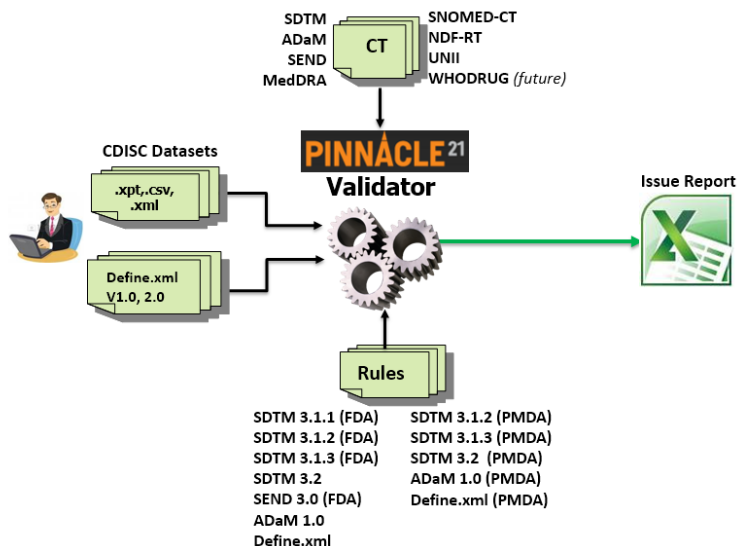 SDTM
ADaM
SEND
MedDRA
CT
SNOMED-CT
NDF-RT
UNII
WHODRUG (future)
PINNACLE 21
Validator
CDISC Datasets
.xpt,.csv,
.xml
Define.xml
V1.0, 2.0
Issue Report
X
Rules
SDTM 3.1.1 (FDA)
SDTM 3.1.2 (FDA)
SDTM 3.1.3 (FDA)
SDTM 3.2
SEND 3.0 (FDA)
ADaM 1.0
Define.xml
SDTM 3.1.2 (PMDA)
SDTM 3.1.3 (PMDA)
SDTM 3.2 (PMDA)
ADaM 1.0 (PMDA)
Define.xml (PMDA)